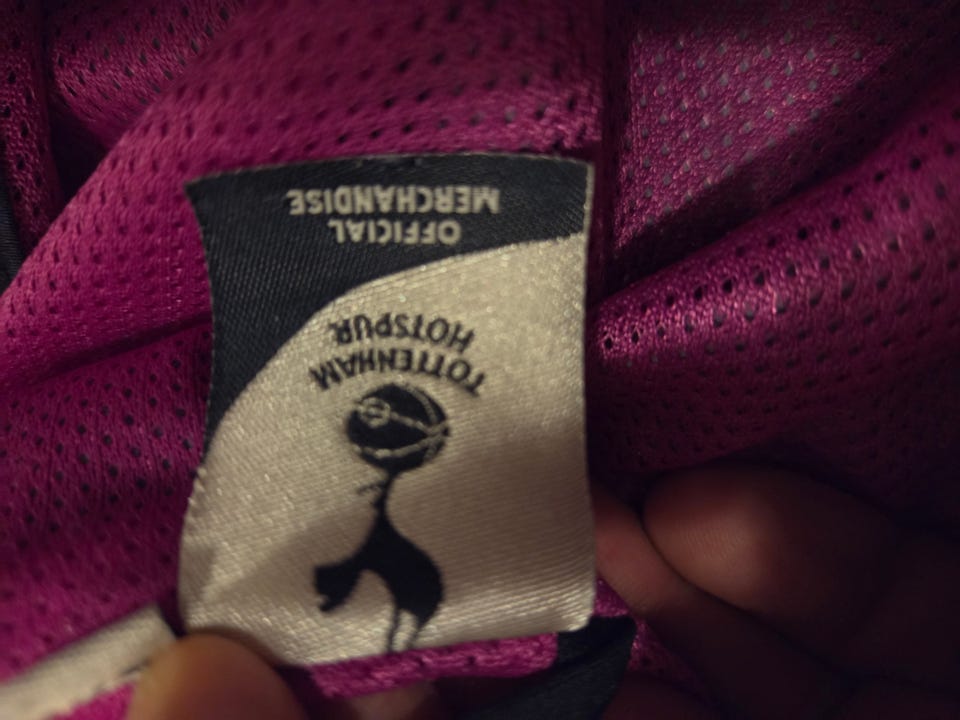 TOTTENHAM
HOTSPUR
OFFICIAL
MERCHANDISE